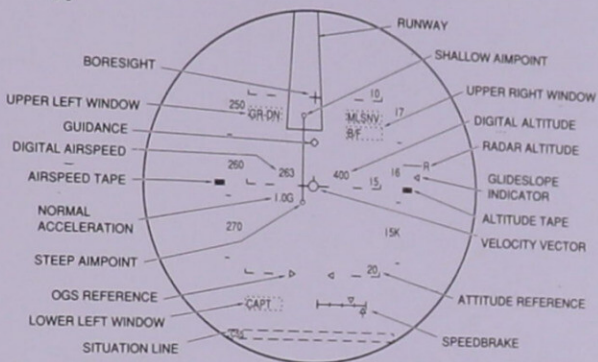 RUNWAY
BORESIGHT
SHALLOW AIMPOINT
UPPER LEFT WINDOW
UPPER RIGHT WINDOW
GUIDANCE
DIGITAL ALTITUDE
DIGITAL AIRSPEED
RADAR ALTITUDE
AIRSPEED TAPE
GLIDESLOPE
INDICATOR
NORMAL
ACCELERATION
ALTITUDE TAPE
VELOCITY VECTOR
STEEP AIMPOINT
OGS REFERENCE
ATTITUDE REFERENCE
LOWER LEFT WINDOW
SPEEDBRAKE
SITUATION LINE
10
250
GR-DN
MLSNV
17
B/F
R
260
263
400
16
15
1.0G
270
15K
20
CAPT
CSS